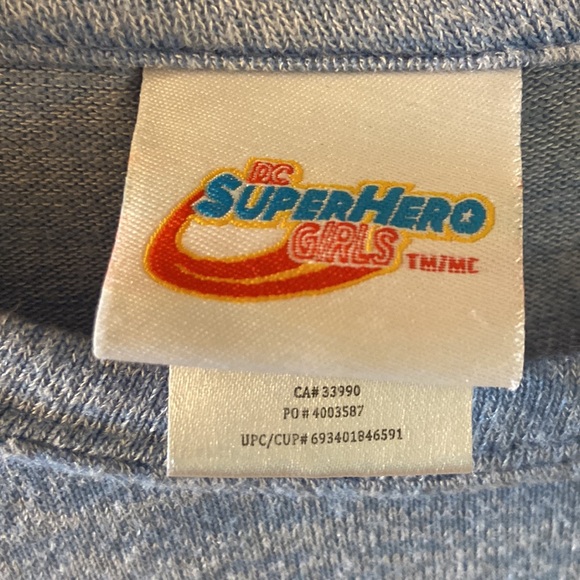 DC
SUPERHERO
GIRLS TM/MC
CA# 33990
PO # 4003587
UPC/CUP# 693401846591